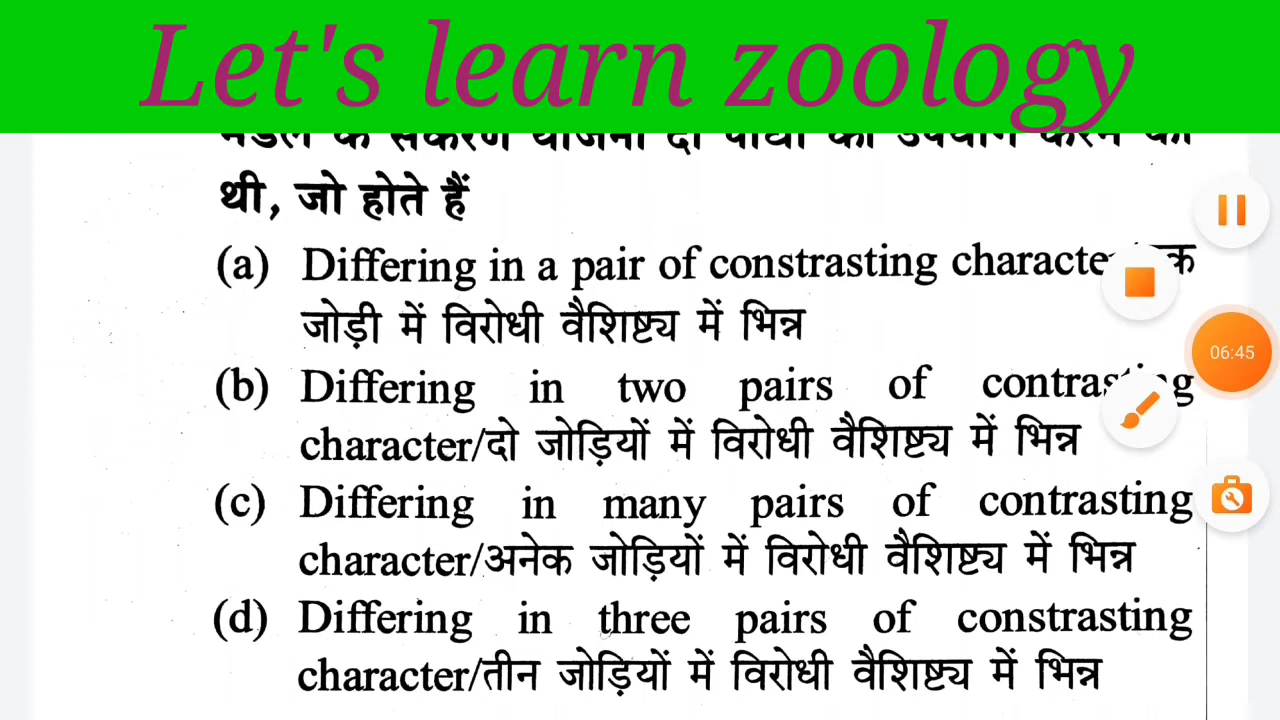 Let's learn zoology
थी, जो होते हैं
(a) Differing in a pair of constrasting
जोड़ी में विरोधी वैशिष्ट्य में भिन्न
(b) Differing in two pairs of contrasting
character/दो जोड़ियों में विरोधी वैशिष्ट्य में भिन्न
(c) Differing in many pairs of contrasting
character/अनेक जोड़ियों में विरोधी वैशिष्ट्य में भिन्न
(d) Differing in three pairs of constrasting
character/तीन जोड़ियों में विरोधी वैशिष्ट्य में भिन्न
06:45